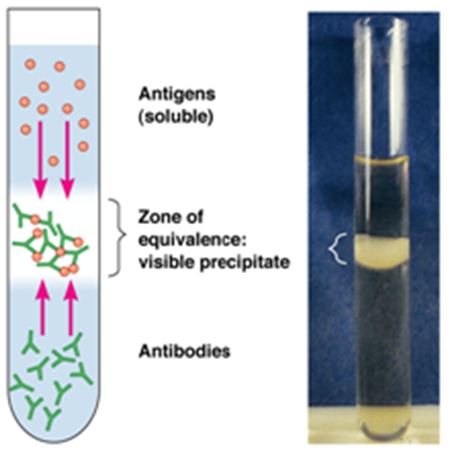 Antigens
(soluble)
Zone of
equivalence:
visible precipitate
Antibodies